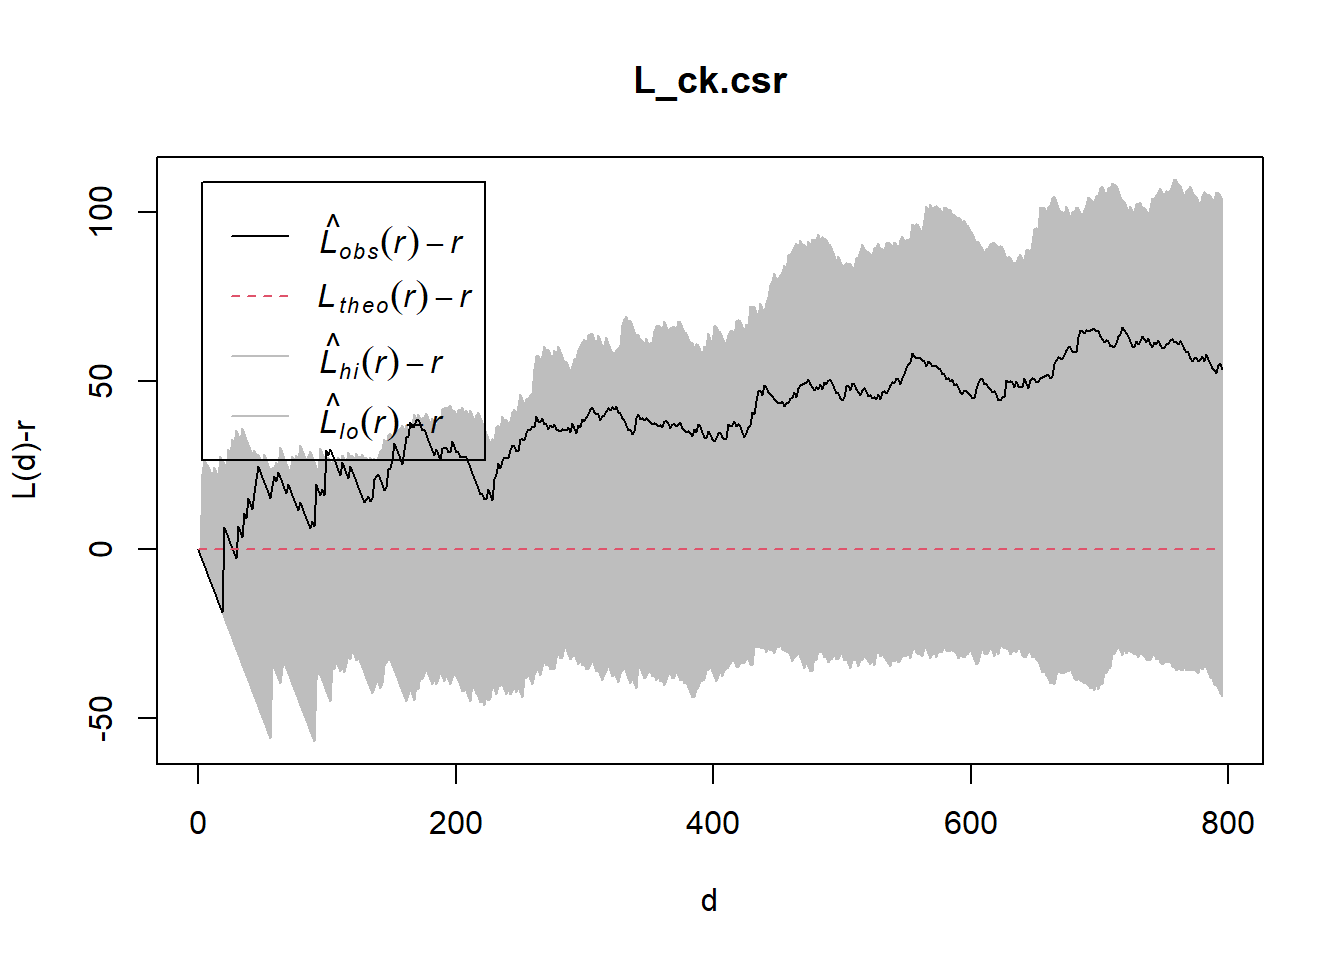 L_ck.csr
L̂obs(r) − r
Ltheo(r) − r
L̂hi(r) − r
L̂lo(r) − r
L(d)-r
100
50
0
-50
0 200 400 600 800
d